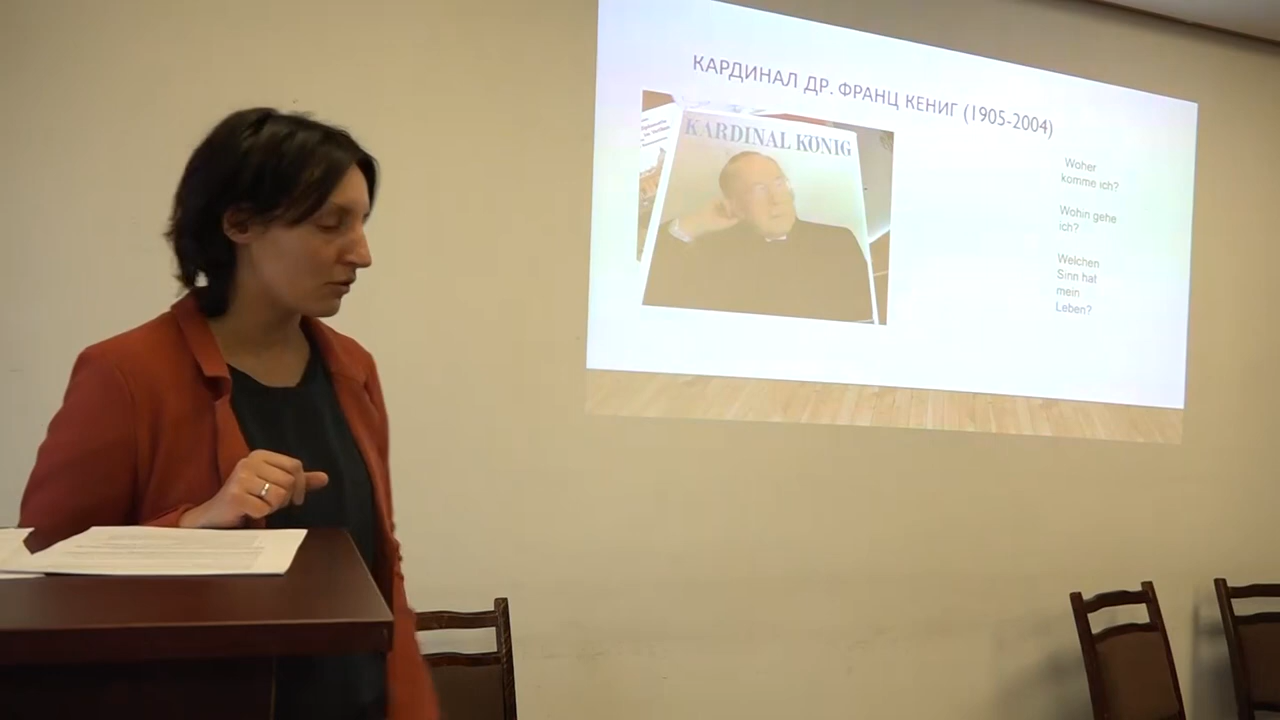 КАРДИНАЛ ДР. ФРАНЦ КЕНИГ (1905-2004)
KARDINAL KÖNIG
Woher
komme ich?
Wohin gehe
ich?
Welchen
Sinn hat
mein
Leben?